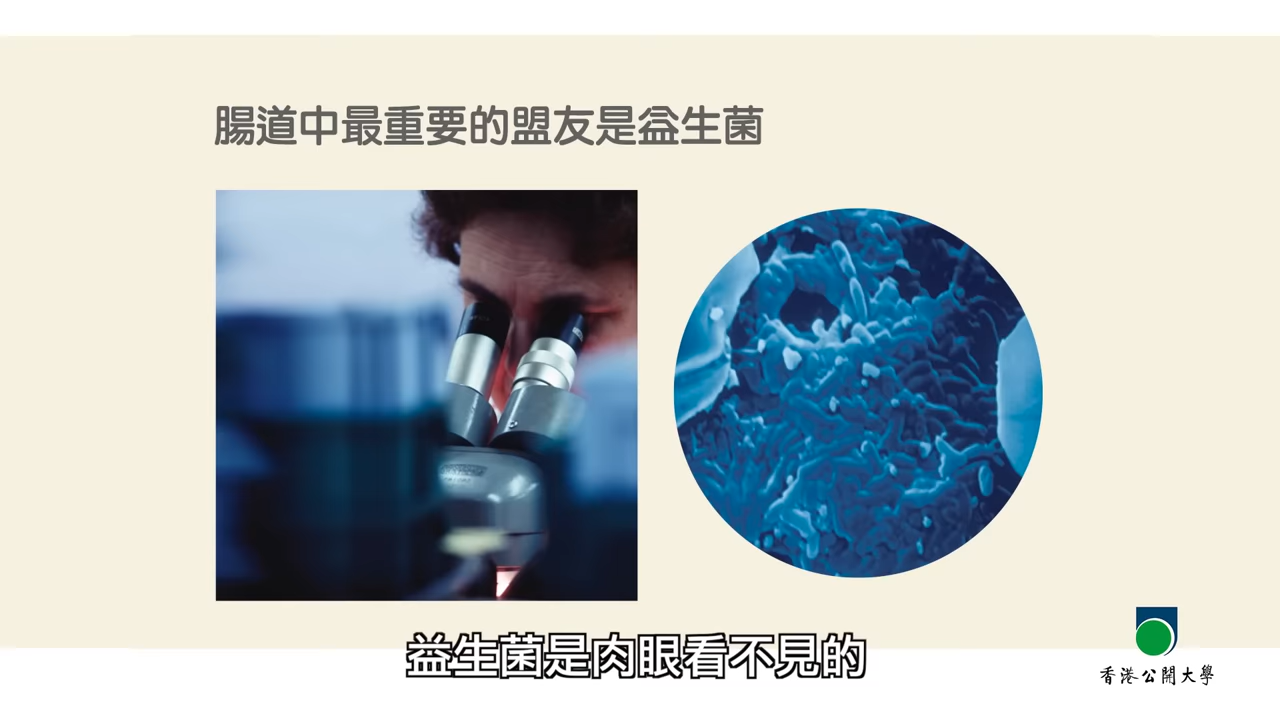 腸道中最重要的盟友是益生菌
益生菌是肉眼看不見的
香港公開大學